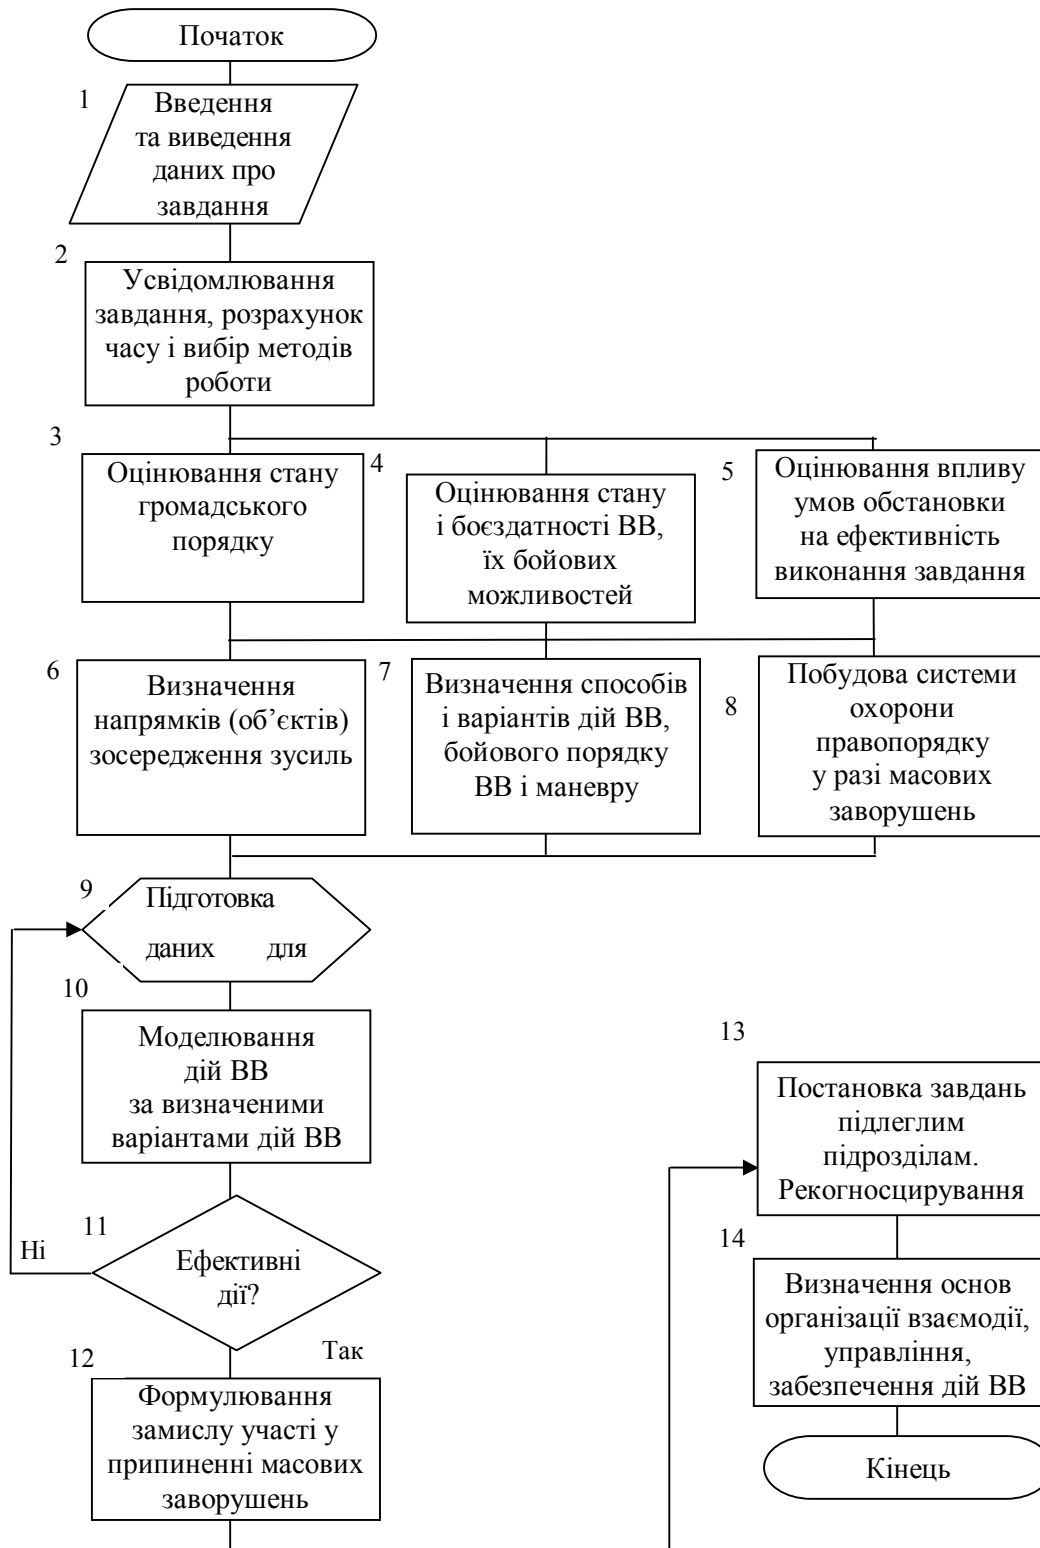 Початок
1
Введення
та виведення
даних про
завдання
2
Усвідомлювання
завдання, розрахунок
часу і вибір методів
роботи
3
Оцінювання стану
громадського
порядку
4
Оцінювання стану
і боєздатності ВВ,
їх бойових
можливостей
5
Оцінювання впливу
умов обстановки
на ефективність
виконання завдання
6
Визначення
напрямків (об’єктів)
зосередження зусиль
7
Визначення способів
і варіантів дій ВВ,
бойового порядку
ВВ і маневру
8
Побудова системи
охорони
правопорядку
у разі масових
заворушень
9
Підготовка
даних для
10
Моделювання
дій ВВ
за визначеними
варіантами дій ВВ
11
Ефективні
дії?
Ні
Так
12
Формулювання
замислу участі у
припиненні масових
заворушень
13
Постановка завдань
підлеглим
підрозділам.
Рекогносцирування
14
Визначення основ
організації взаємодії,
управління,
забезпечення дій ВВ
Кінець